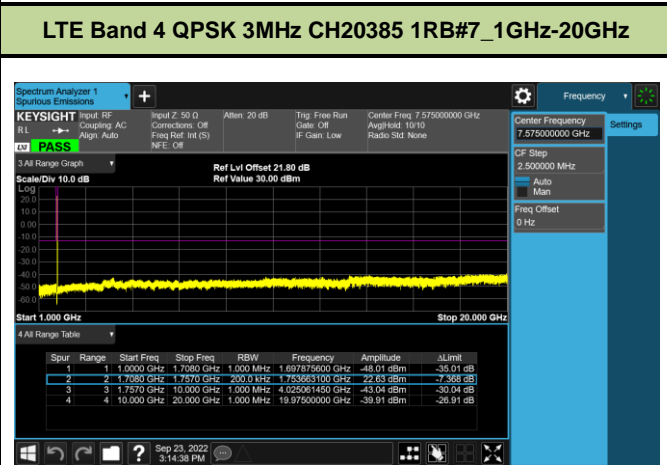 LTE Band 4 QPSK 3MHz CH20385 1RB#7_1GHz-20GHz
Spectrum Analyzer 1
Spurious Emissions
Frequency
KEYSIGHT Input: RF Input Z: 50 Ω Atten: 20 dB Trig: Free Run Center Freq: 7.575000000 GHz
RL Coupling: AC Corrections: Off Gate: Off Avg|Hold: 10/10
Align: Auto Freq Ref: Int (S) IF Gain: Low Radio Std: None
LXI PASS NFE: Off
Center Frequency
7.575000000 GHz
Settings
CF Step
2.500000 MHz
Auto
Man
Freq Offset
0 Hz
3 All Range Graph
Ref Lvl Offset 21.80 dB
Scale/Div 10.0 dB Ref Value 30.00 dBm
Log
20.0
10.0
0.00
-10.0
-20.0
-30.0
-40.0
-50.0
-60.0
Start 1.000 GHz Stop 20.000 GHz
4 All Range Table
Spur Range Start Freq Stop Freq RBW Frequency Amplitude ΔLimit
1 1 1.0000 GHz 1.7080 GHz 1.000 MHz 1.697875600 GHz -48.01 dBm -35.01 dB
2 2 1.7080 GHz 1.7570 GHz 200.0 kHz 1.753663100 GHz 22.63 dBm -7.368 dB
3 3 1.7570 GHz 10.000 GHz 1.000 MHz 4.025061450 GHz -43.04 dBm -30.04 dB
4 4 10.000 GHz 20.000 GHz 1.000 MHz 19.97500000 GHz -39.91 dBm -26.91 dB
? Sep 23, 2022
3:14:38 PM